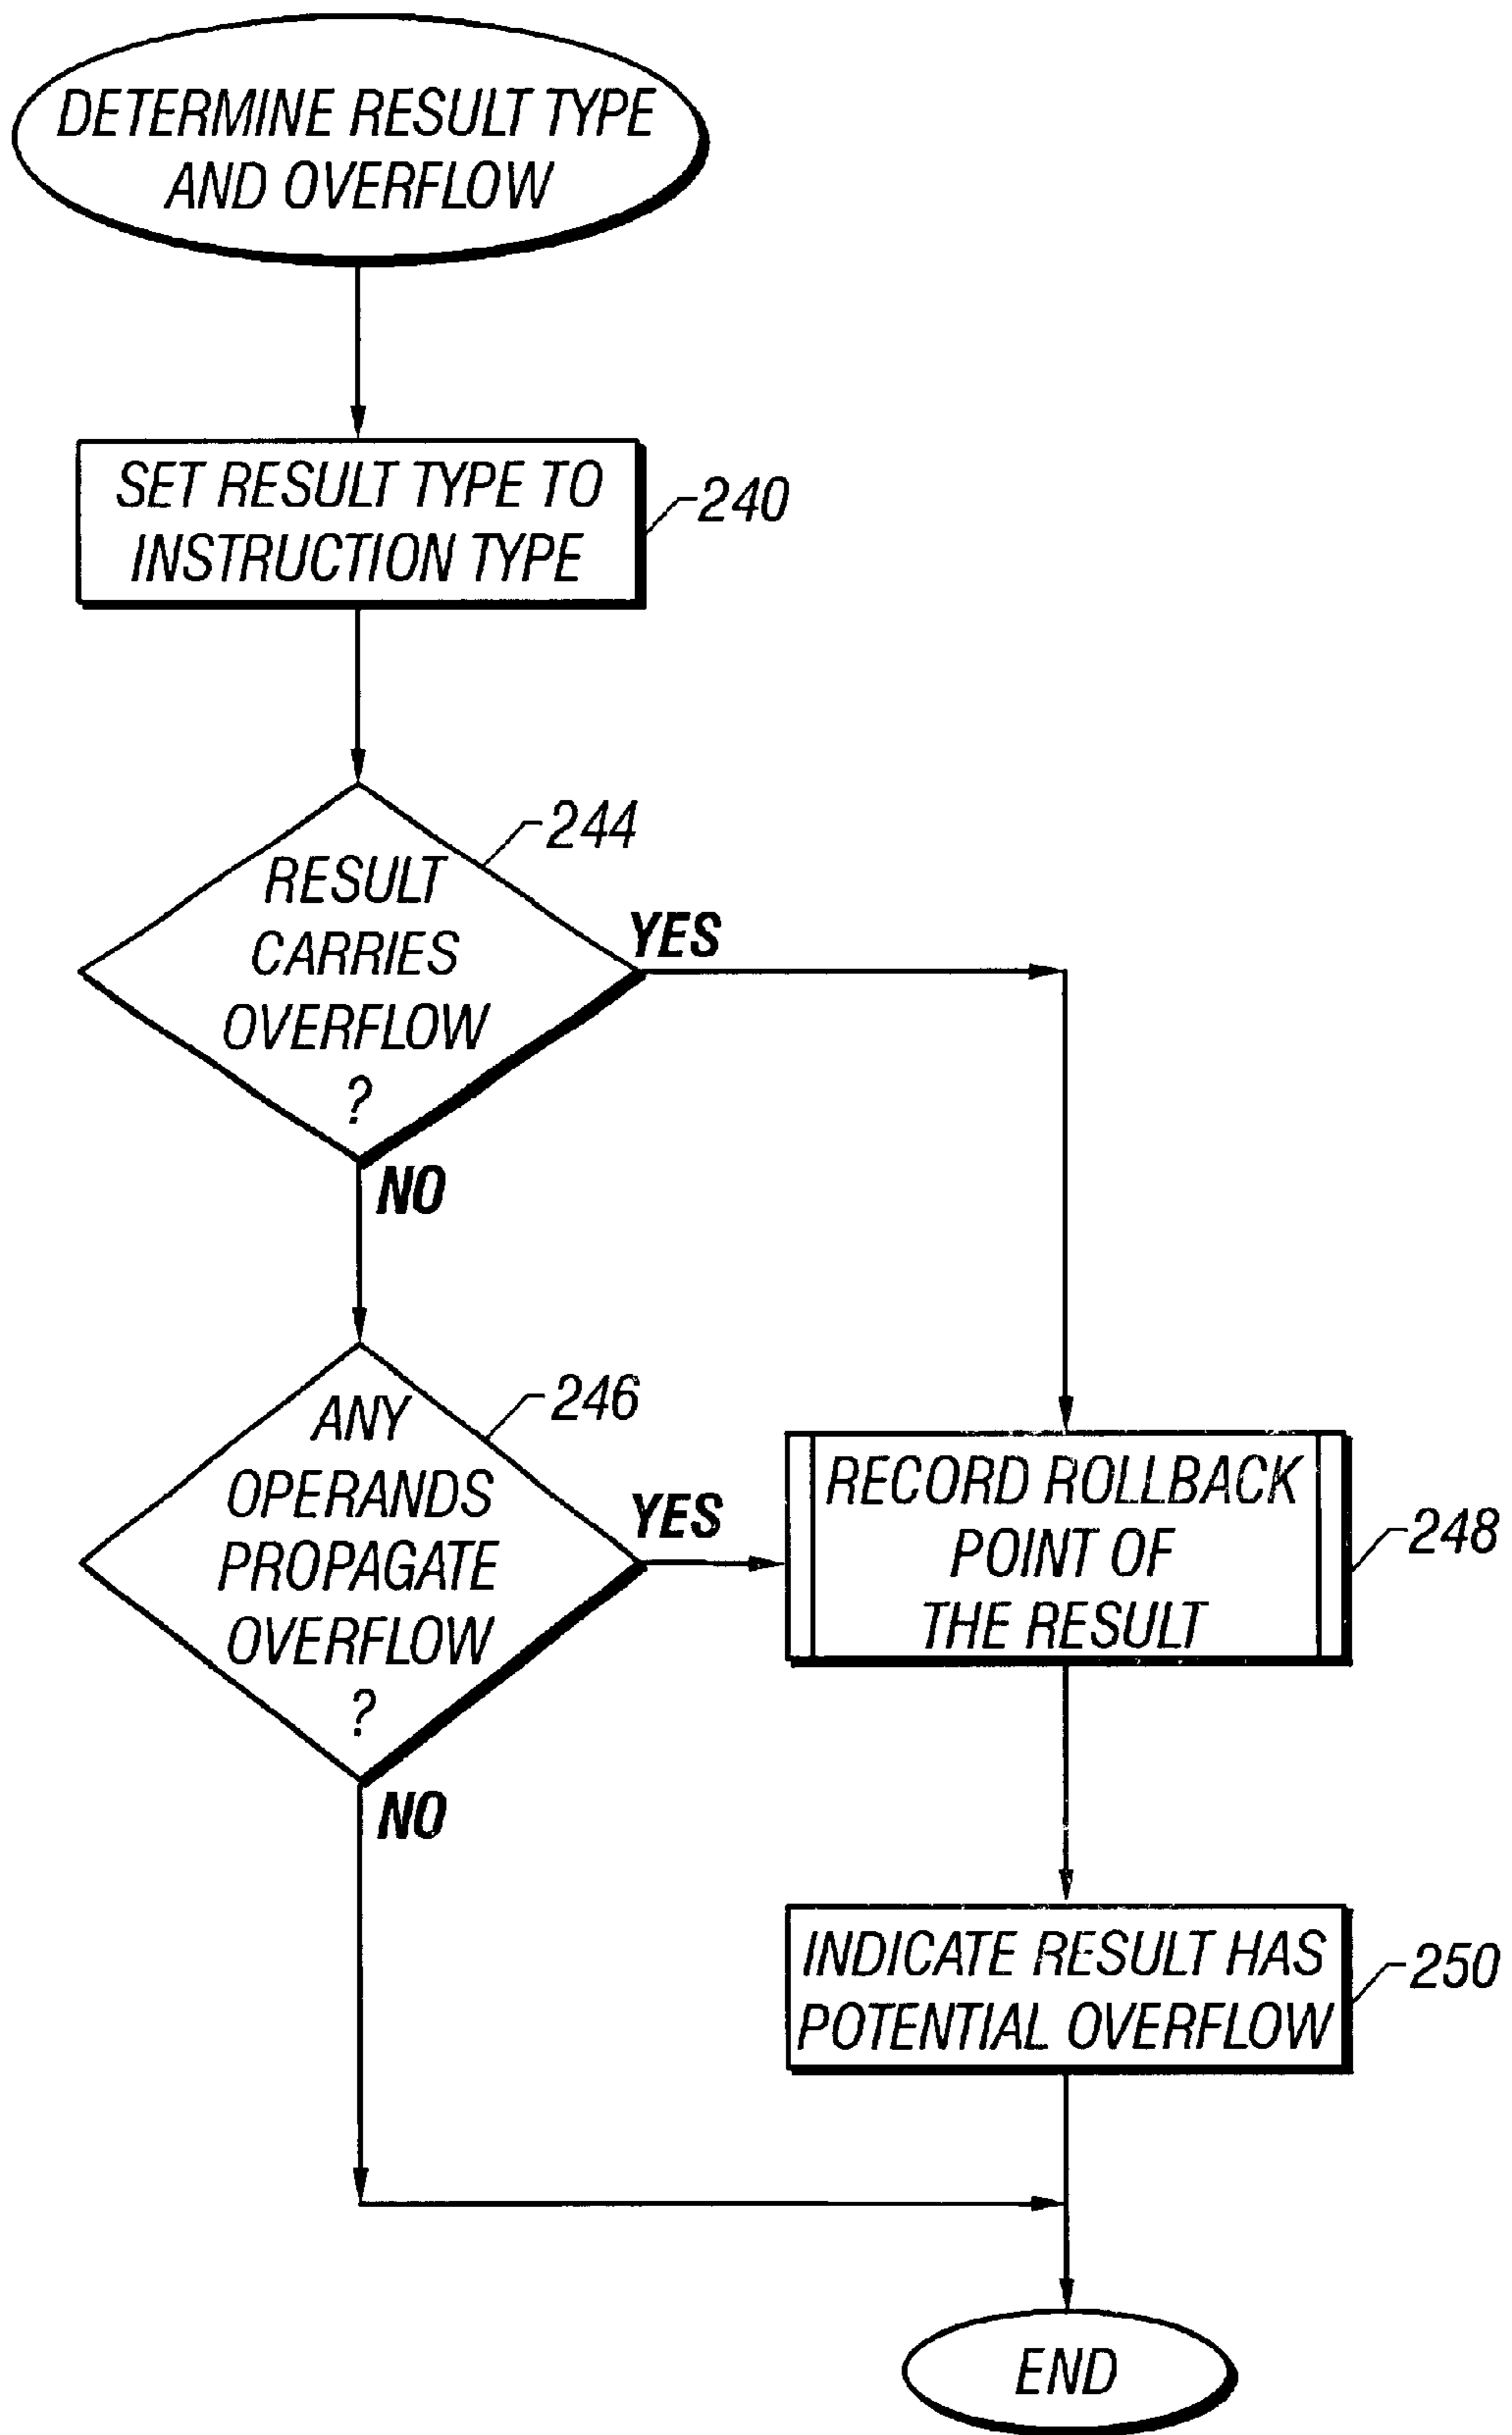 DETERMINE RESULT TYPE
AND OVERFLOW
SET RESULT TYPE TO
INSTRUCTION TYPE
240
RESULT
CARRIES
OVERFLOW
?
244
YES
NO
ANY
OPERANDS
PROPAGATE
OVERFLOW
?
246
YES
NO
RECORD ROLLBACK
POINT OF
THE RESULT
248
INDICATE RESULT HAS
POTENTIAL OVERFLOW
250
END